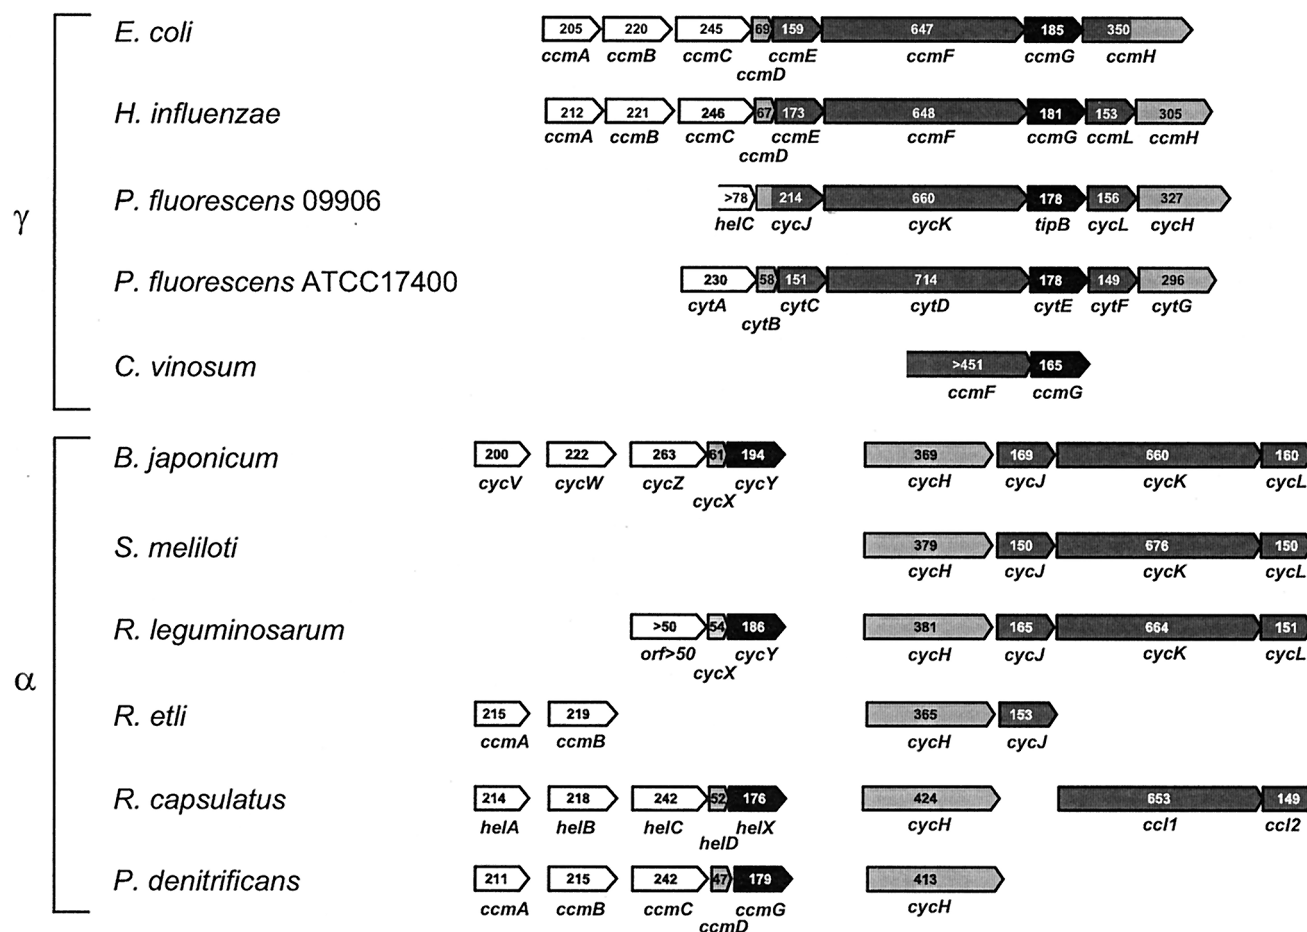 γ
E. coli
205 220 245 69 159 647 185 350
ccmA ccmB ccmC ccmE ccmF ccmG ccmH
ccmD
H. influenzae
212 221 246 67 173 648 181 153 305
ccmA ccmB ccmC ccmE ccmF ccmG ccmL ccmH
ccmD
P. fluorescens 09906
>78 214 660 178 156 327
helC cycJ cycK tipB cycL cycH
P. fluorescens ATCC17400
230 58 151 714 178 149 296
cytA cytC cytD cytE cytF cytG
cytB
C. vinosum
>451 165
ccmF ccmG
α
B. japonicum
200 222 263 61 194 369 169 660 160
cycV cycW cycZ cycY cycH cycJ cycK cycL
cycX
S. meliloti
379 150 676 150
cycH cycJ cycK cycL
R. leguminosarum
>50 54 186 381 165 664 151
orf>50 cycY cycH cycJ cycK cycL
cycX
R. etli
215 219 365 153
ccmA ccmB cycH cycJ
R. capsulatus
214 218 242 52 176 424 653 149
helA helB helC helX cycH ccl1 ccl2
helD
P. denitrificans
211 215 242 47 179 413
ccmA ccmB ccmC ccmG cycH
ccmD